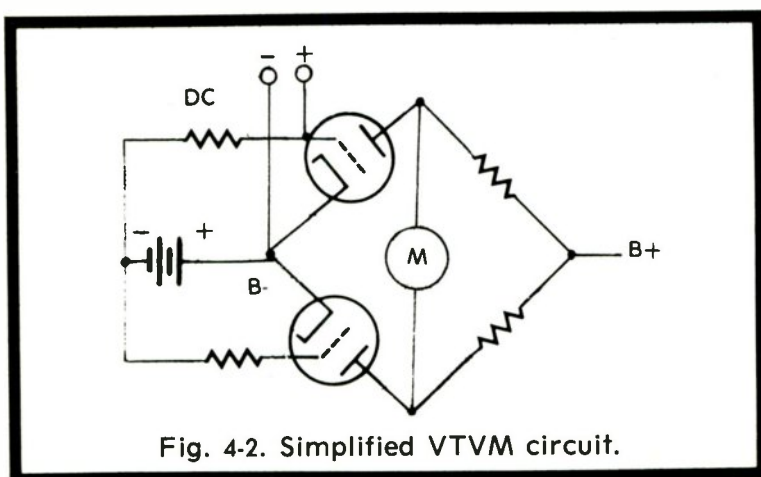 - +
DC
- +
M
B+
B-
Fig. 4-2. Simplified VTVM circuit.